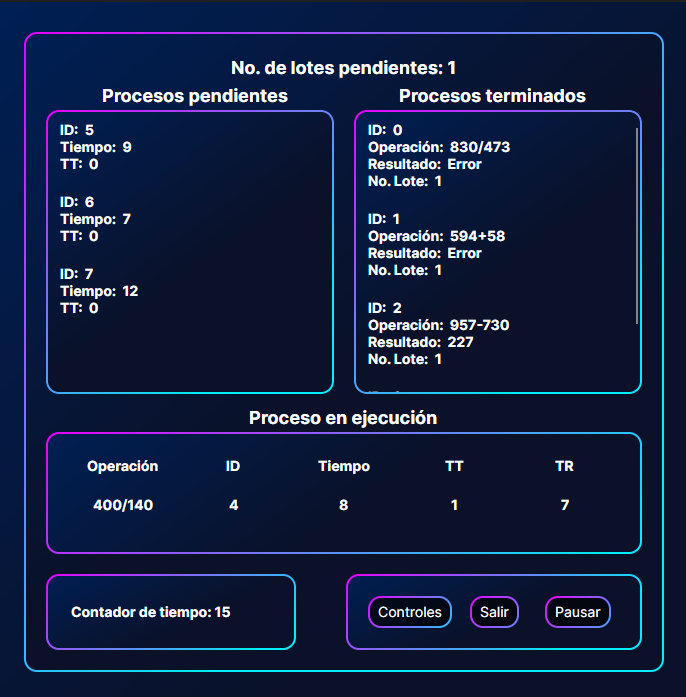 No. de lotes pendientes: 1
Procesos pendientes
ID: 5
Tiempo: 9
TT: 0
ID: 6
Tiempo: 7
TT: 0
ID: 7
Tiempo: 12
TT: 0
Procesos terminados
ID: 0
Operación: 830/473
Resultado: Error
No. Lote: 1
ID: 1
Operación: 594+58
Resultado: Error
No. Lote: 1
ID: 2
Operación: 957-730
Resultado: 227
No. Lote: 1
Proceso en ejecución
Operación ID Tiempo TT TR
400/140 4 8 1 7
Contador de tiempo: 15
Controles Salir Pausar